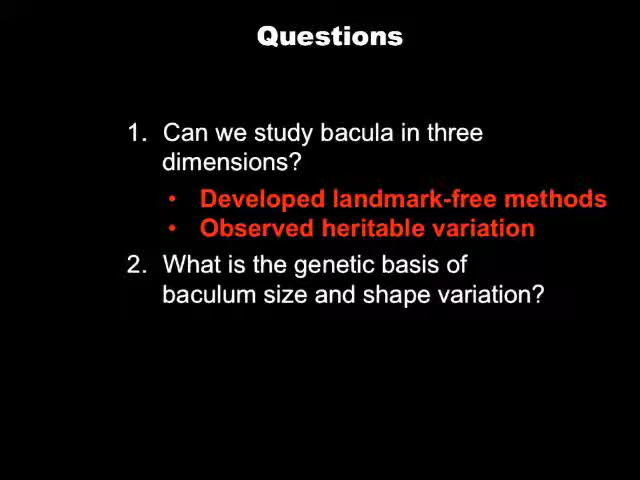 Questions
1. Can we study bacula in three
dimensions?
• Developed landmark-free methods
• Observed heritable variation
2. What is the genetic basis of
baculum size and shape variation?